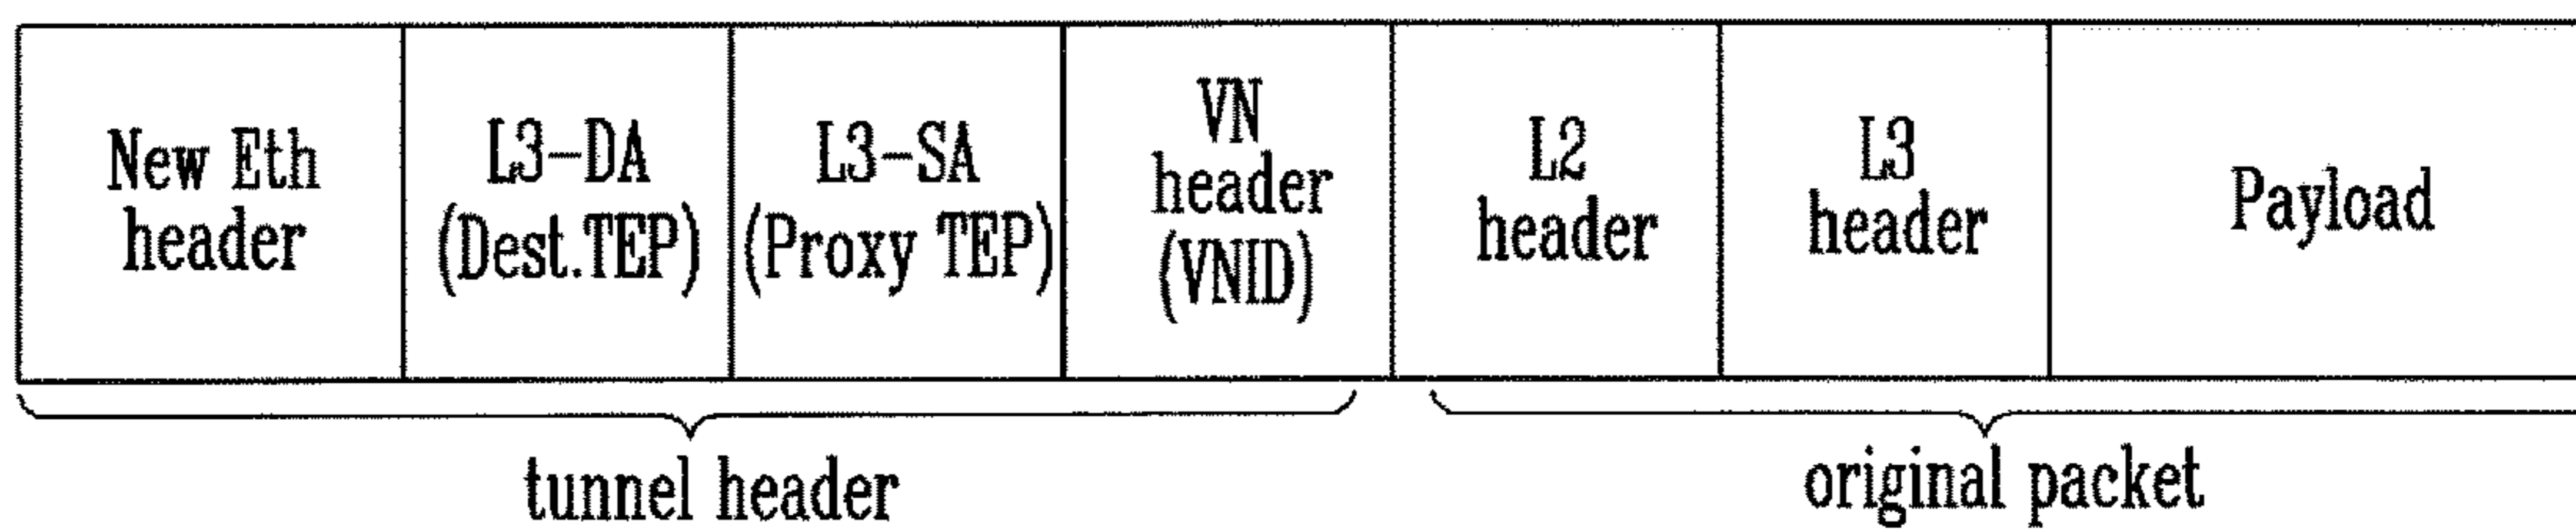 New Eth
header
L3-DA
(Dest.TEP)
L3-SA
(Proxy TEP)
VN
header
(VNID)
L2
header
L3
header
Payload
tunnel header
original packet